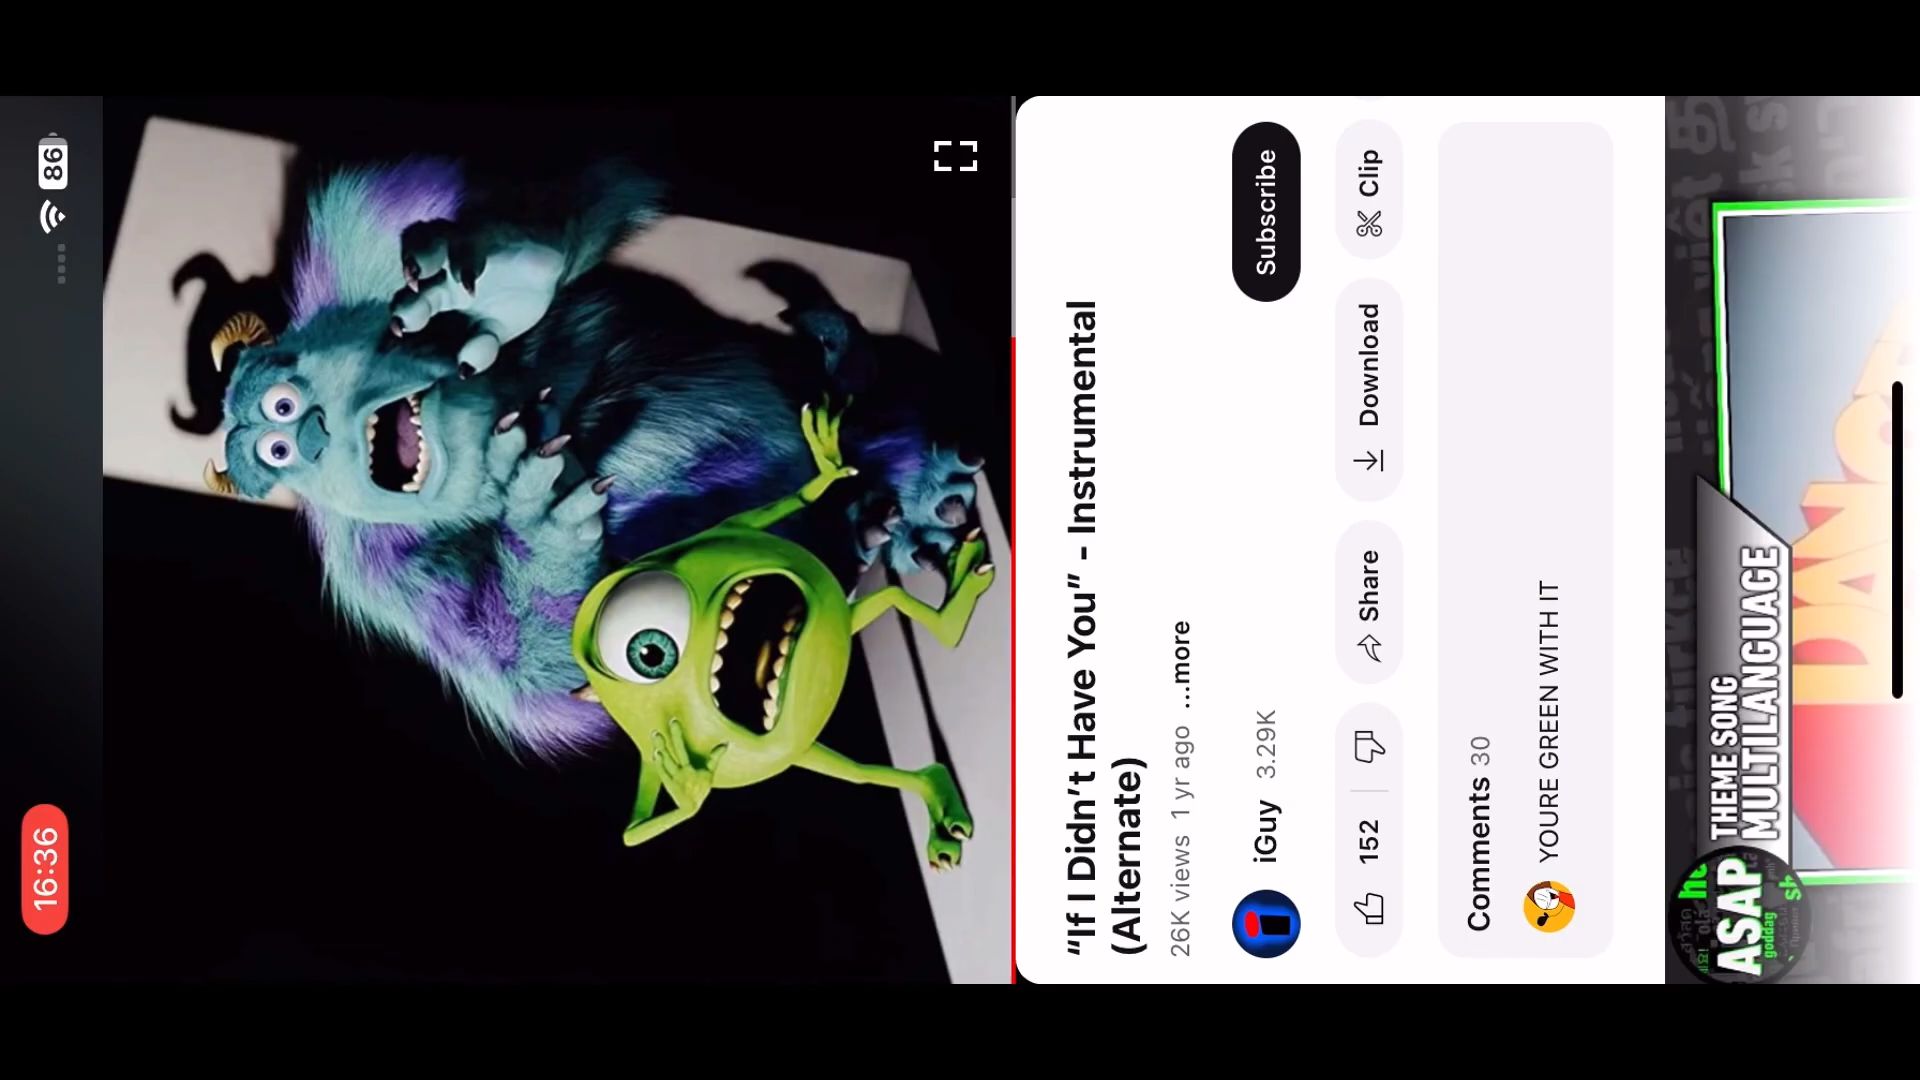 16:36
86
“If I Didn't Have You” - Instrumental
(Alternate)
26K views 1 yr ago ...more
iGuy 3.29K
Subscribe
152
Share
Download
Clip
Comments 30
YOURE GREEN WITH IT
ASAP
goddag
THEME SONG
MULTILANGUAGE